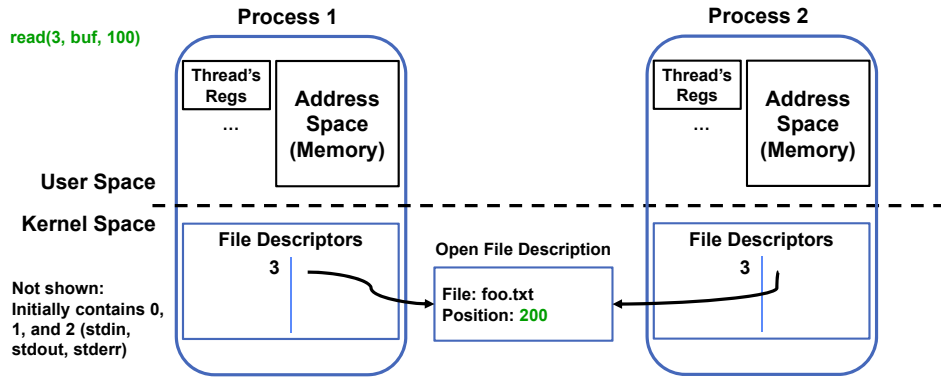 Process 1
Process 2
read(3, buf, 100)
Thread's
Regs
...
Address
Space
(Memory)
Thread's
Regs
...
Address
Space
(Memory)
User Space
Kernel Space
File Descriptors
3
Open File Description
File: foo.txt
Position: 200
File Descriptors
3
Not shown:
Initially contains 0,
1, and 2 (stdin,
stdout, stderr)